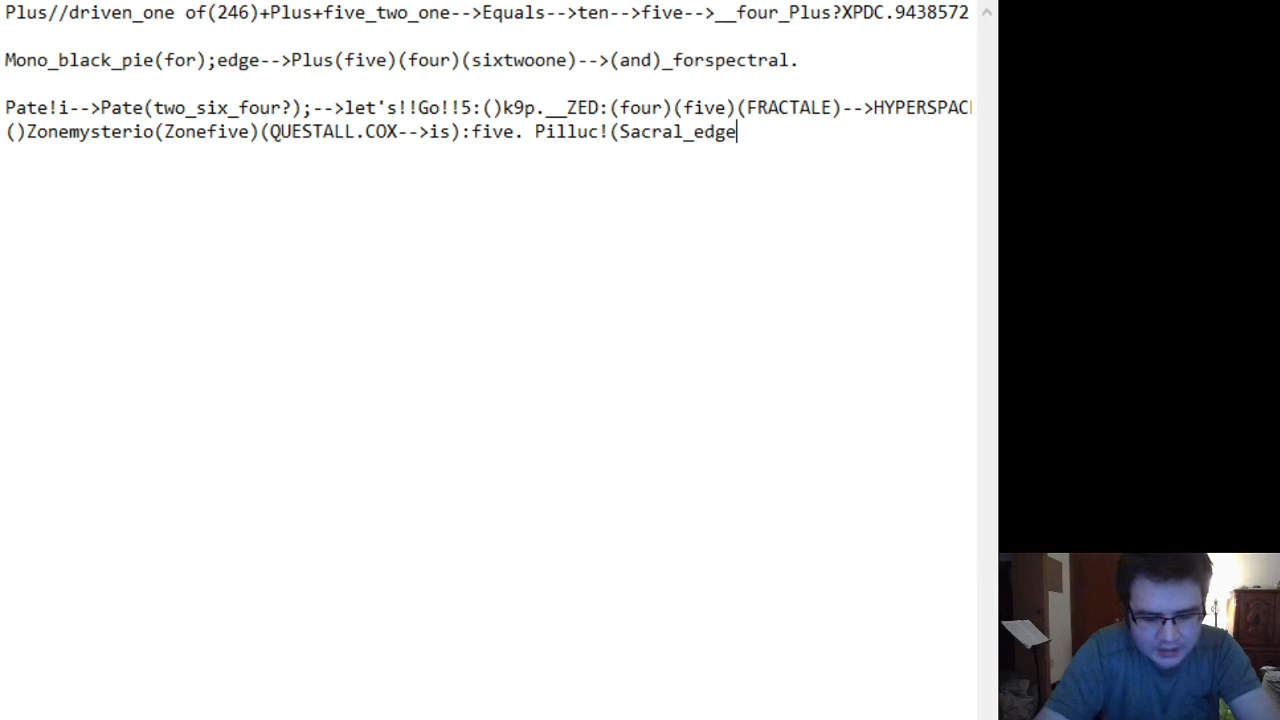 Plus//driven_one of(246)+Plus+five_two_one-->Equals-->ten-->five-->__four_Plus?XPDC.9438572
Mono_black_pie(for);edge-->Plus(five)(four)(sixtwoone)-->(and)_forspectral.
Pate!i-->Pate(two_six_four?);-->let's!!Go!!5:()k9p.__ZED:(four)(five)(FRACTALE)-->HYPERSPAC
()Zonemysterio(Zonefive)(QUESTALL.COX-->is):five. Pilluc!(Sacral_edge